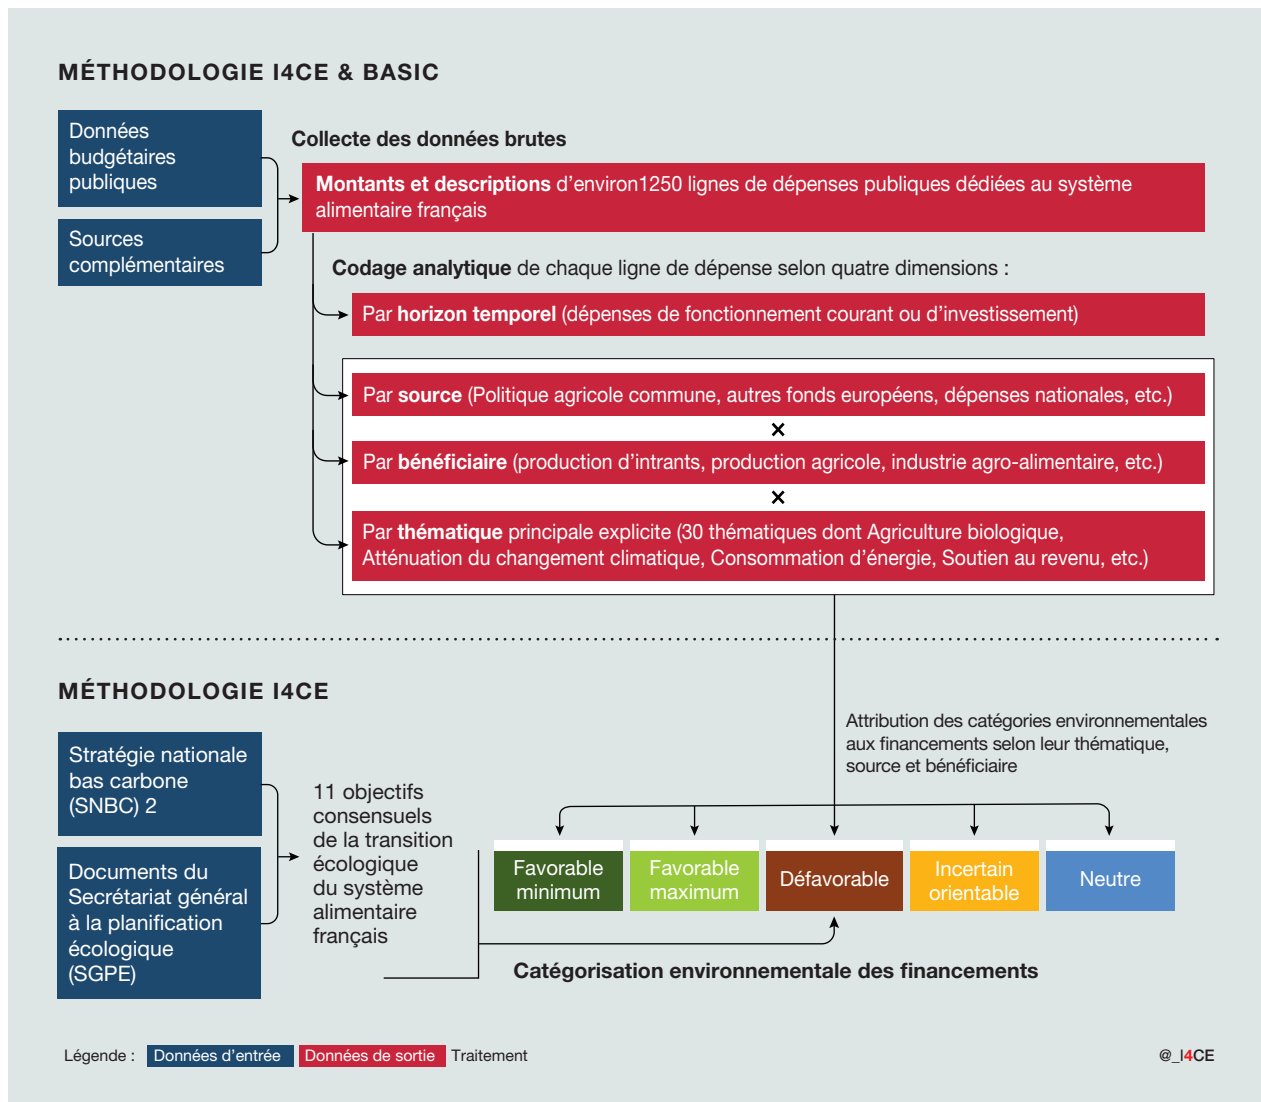 MÉTHODOLOGIE I4CE & BASIC
Données
budgétaires
publiques
Sources
complémentaires
Collecte des données brutes
Montants et descriptions d'environ1250 lignes de dépenses publiques dédiées au système
alimentaire français
Codage analytique de chaque ligne de dépense selon quatre dimensions :
Par horizon temporel (dépenses de fonctionnement courant ou d'investissement)
Par source (Politique agricole commune, autres fonds européens, dépenses nationales, etc.)
×
Par bénéficiaire (production d'intrants, production agricole, industrie agro-alimentaire, etc.)
×
Par thématique principale explicite (30 thématiques dont Agriculture biologique,
Atténuation du changement climatique, Consommation d'énergie, Soutien au revenu, etc.)
MÉTHODOLOGIE I4CE
Stratégie nationale
bas carbone
(SNBC) 2
Documents du
Secrétariat général
à la planification
écologique
(SGPE)
11 objectifs
consensuels
de la transition
écologique
du système
alimentaire
français
Attribution des catégories environnementales
aux financements selon leur thématique,
source et bénéficiaire
Favorable
minimum
Favorable
maximum
Défavorable
Incertain
orientable
Neutre
Catégorisation environnementale des financements
Légende : Données d'entrée Données de sortie Traitement
@_I4CE